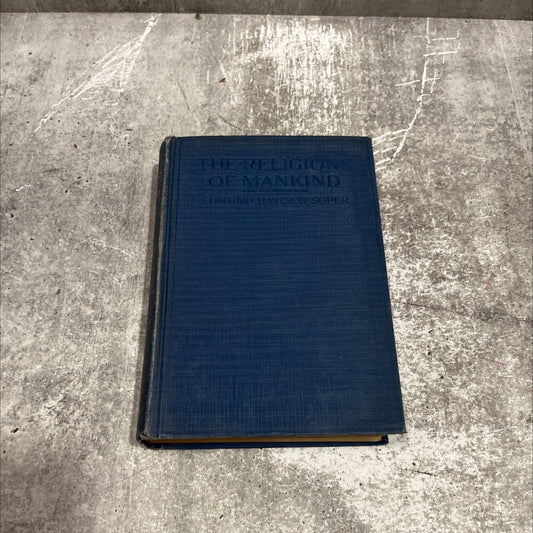 THE RELIGIONS
OF MANKIND
EDMUND DAVISON SOPER